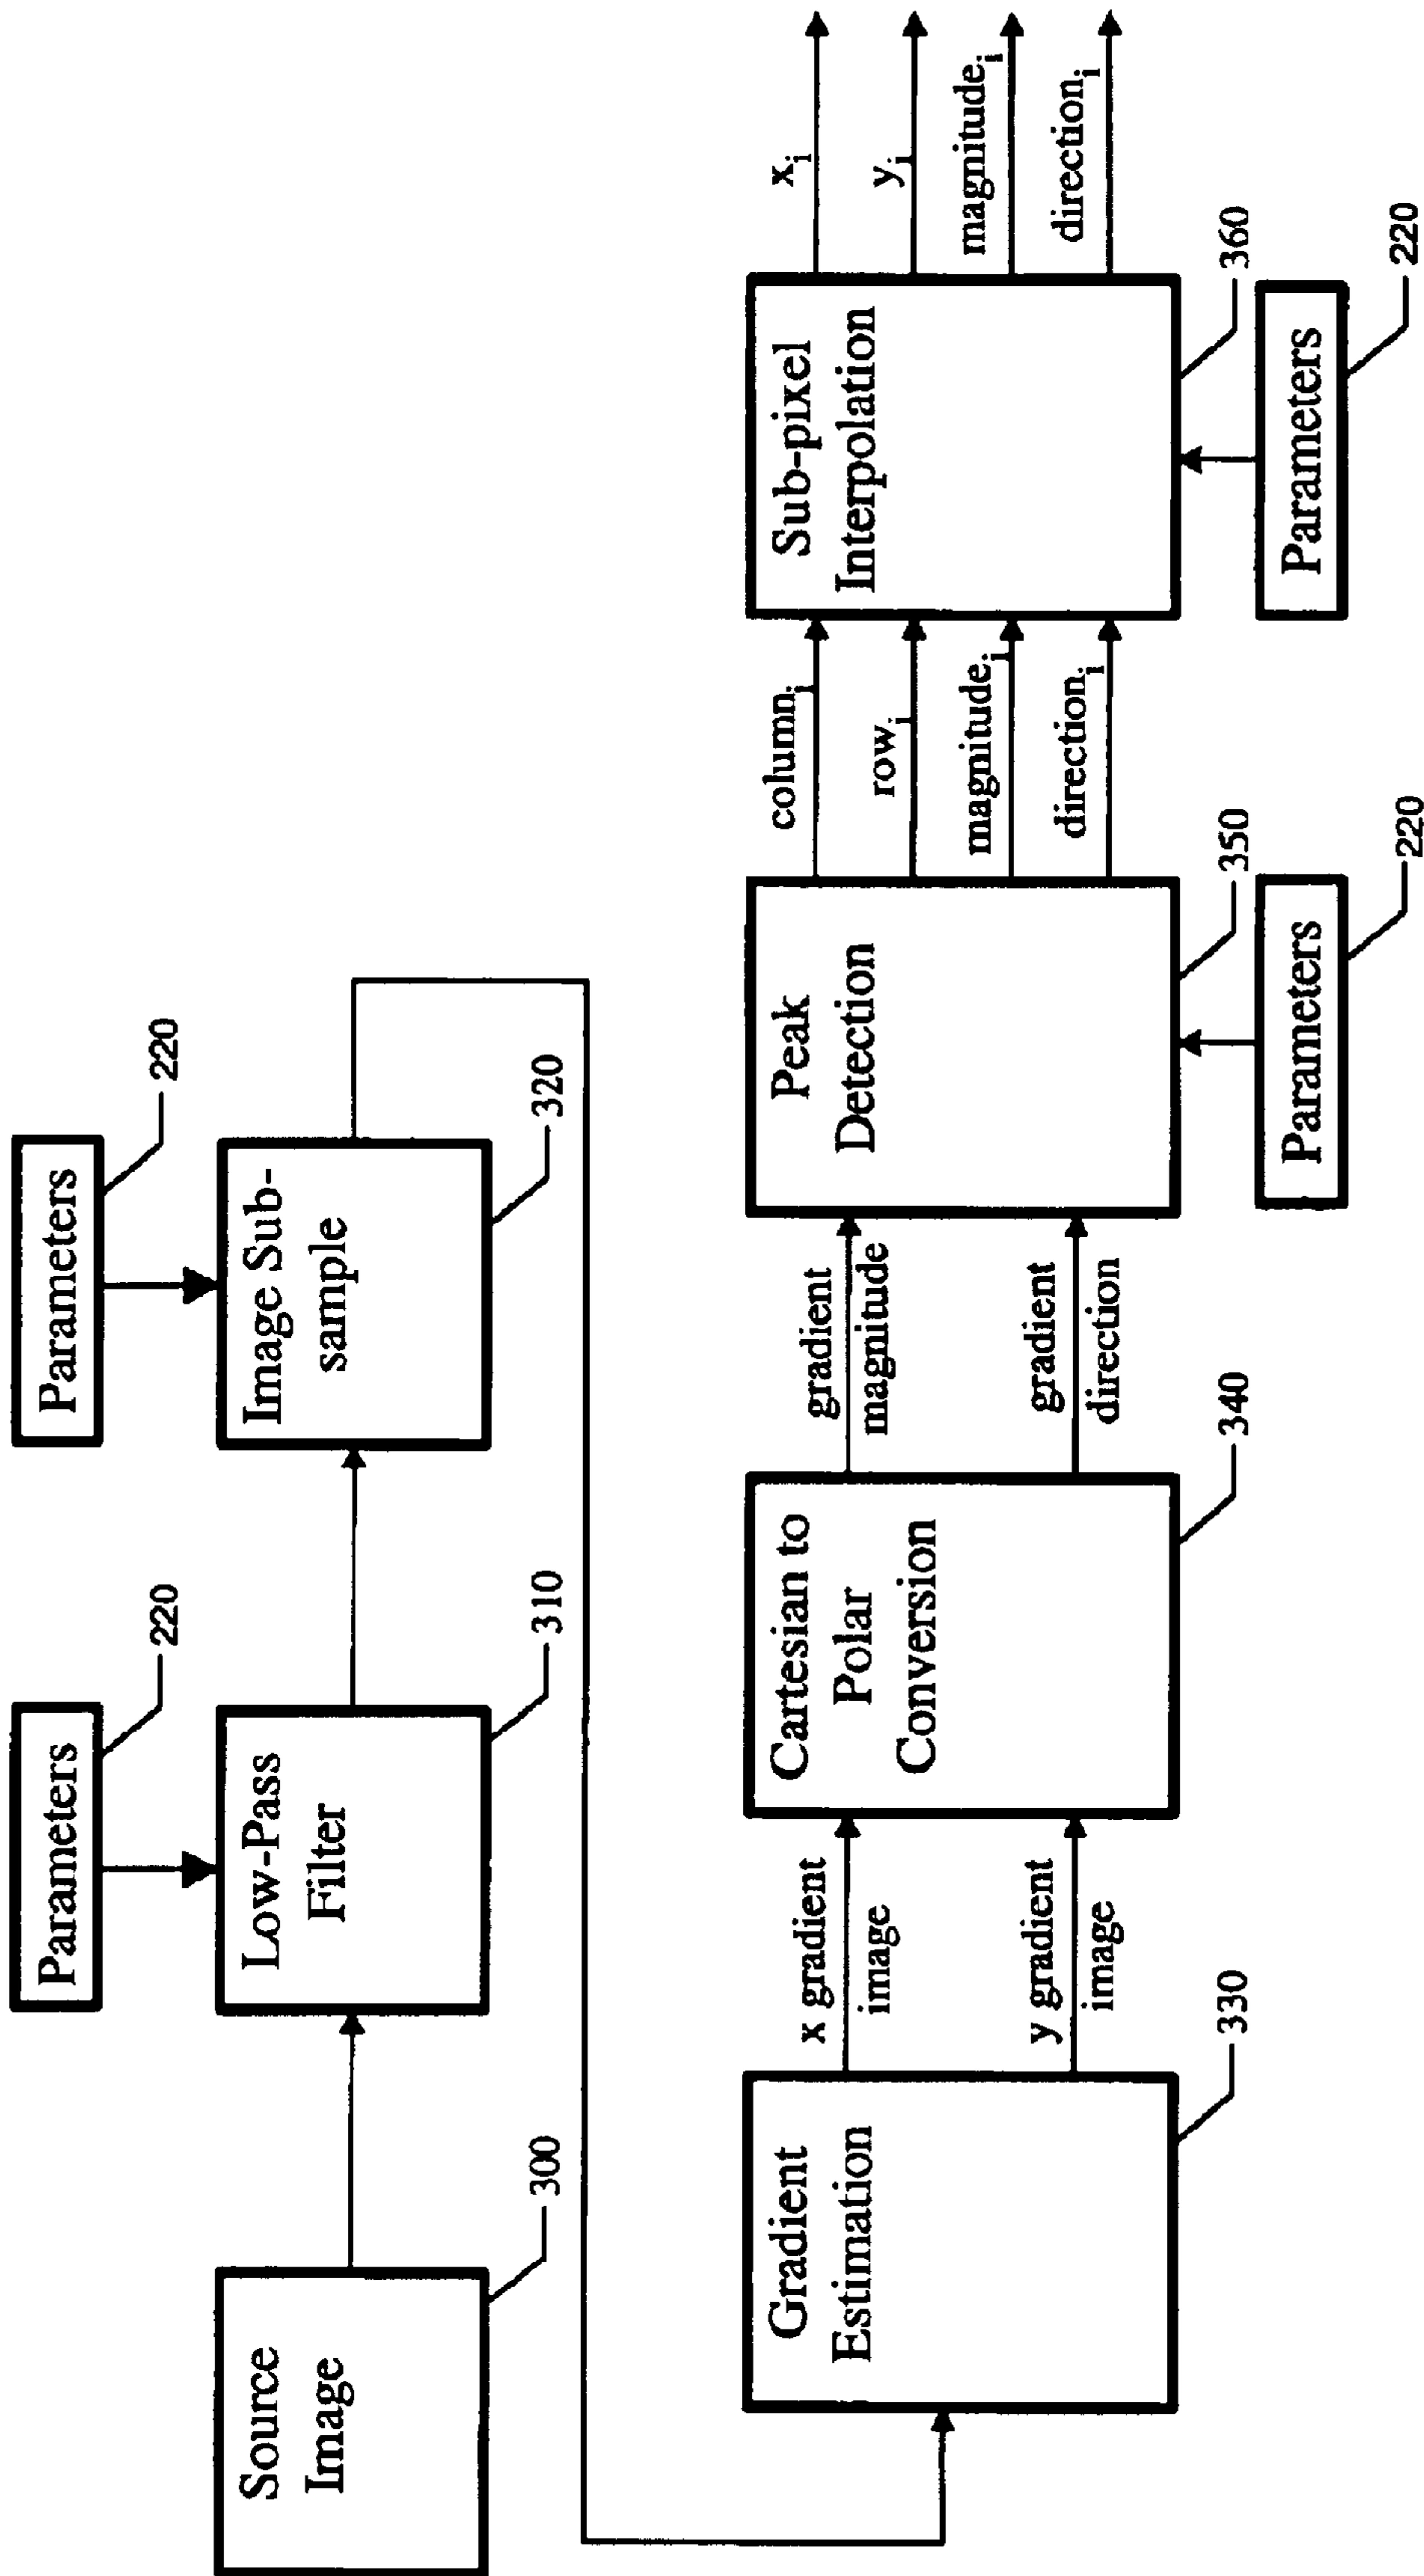 Parameters
220
Parameters
220
Source
Image
300
Low-Pass
Filter
310
Image Sub-
sample
320
Gradient
Estimation
330
x gradient
image
y gradient
image
Cartesian to
Polar
Conversion
340
gradient
magnitude
gradient
direction
Peak
Detection
350
Parameters
220
column_i
row_i
magnitude_i
direction_i
Sub-pixel
Interpolation
360
Parameters
220
x_i
y_i
magnitude_i
direction_i